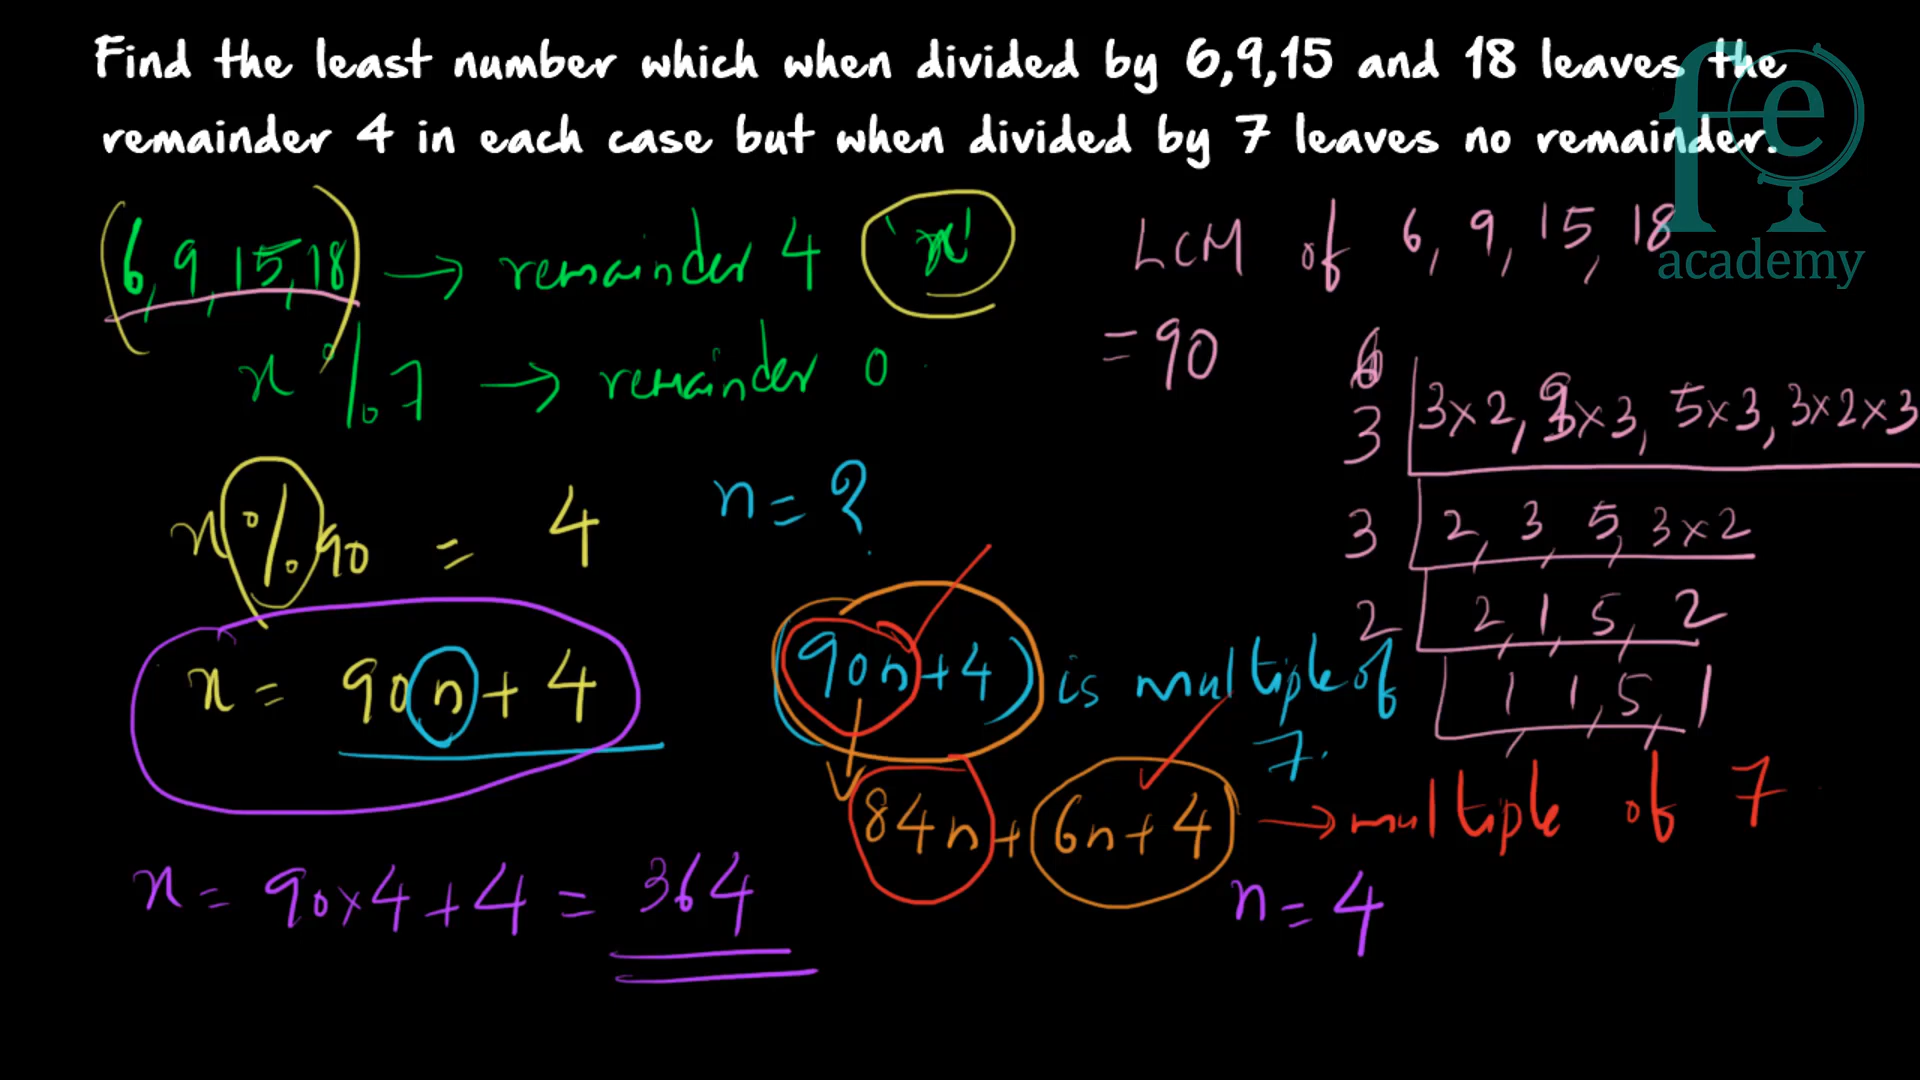 Find the least number which when divided by 6,9,15 and 18 leaves the
remainder 4 in each case but when divided by 7 leaves no remainder.
fe
academy
(6, 9, 15, 18) → remainder 4 'x'
x % 7 → remainder 0
LCM of 6, 9, 15, 18
= 90
3 3×2, 3×3, 5×3, 3×2×3
3 2, 3, 5, 3×2
2 2, 1, 5, 2
1 1, 5, 1
x % 90 = 4
n = ?
x = 90n + 4
(90n + 4) is multiple of
7.
84n + 6n + 4 → multiple of 7
n = 4
x = 90×4 + 4 = 364